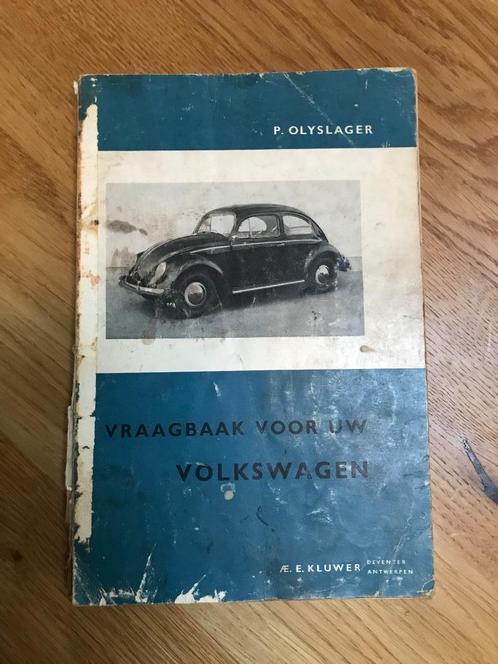 P. OLYSLAGER
VRAAGBAAK VOOR UW
VOLKSWAGEN
Æ. E. KLUWER DEVENTER
ANTWERPEN